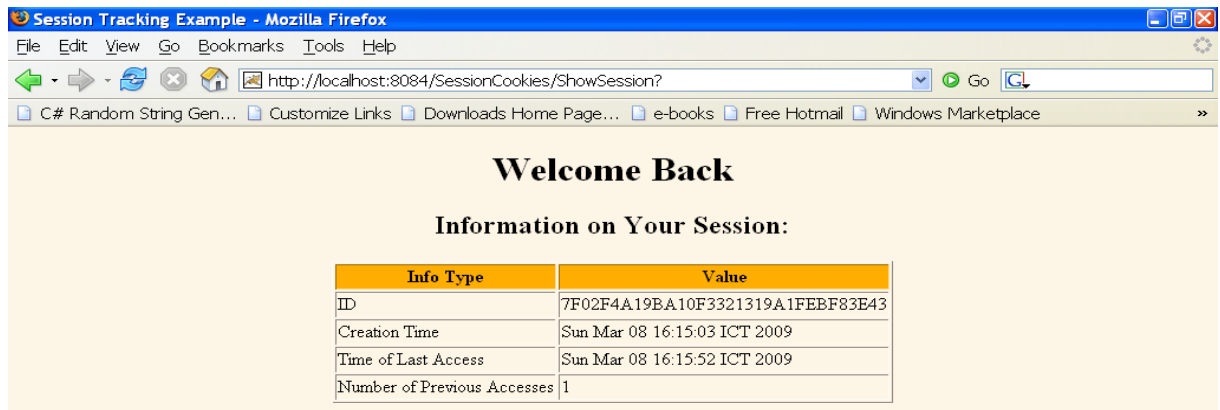 Session Tracking Example - Mozilla Firefox
File Edit View Go Bookmarks Tools Help
http://localhost:8084/SessionCookies/ShowSession? Go G
C# Random String Gen... Customize Links Downloads Home Page... e-books Free Hotmail Windows Marketplace »
Welcome Back
Information on Your Session:
Info Type Value
ID 7F02F4A19BA10F3321319A1FEBF83E43
Creation Time Sun Mar 08 16:15:03 ICT 2009
Time of Last Access Sun Mar 08 16:15:52 ICT 2009
Number of Previous Accesses 1